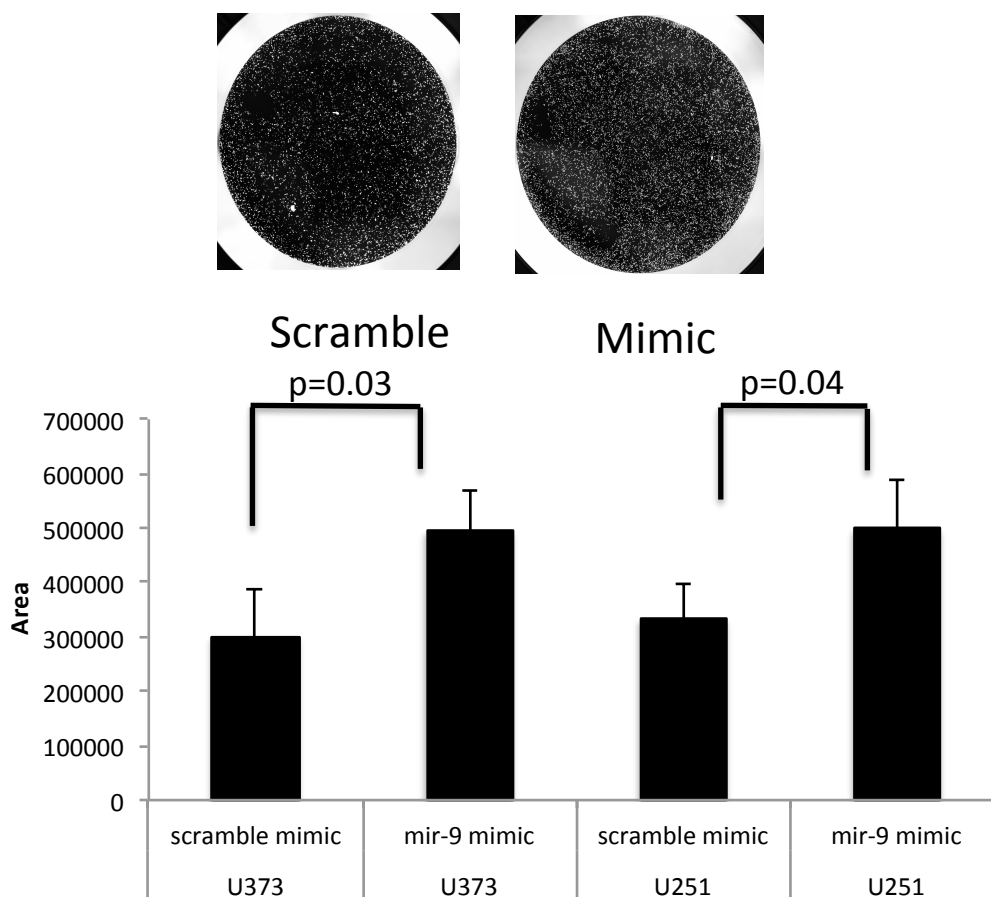 Scramble Mimic
p=0.03 p=0.04
700000
600000
500000
400000
300000
200000
100000
0
Area
scramble mimic mir-9 mimic scramble mimic mir-9 mimic
U373 U373 U251 U251